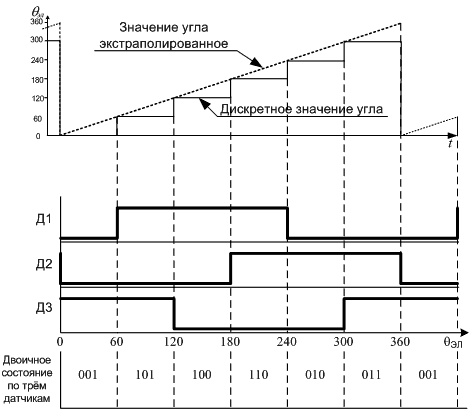 θэл
Значение угла
экстраполированное
360
300
240
180
120
60
0
Дискретное значение угла
t
Д1
Д2
Д3
0 60 120 180 240 300 360 θЭЛ
Двоичное
состояние
по трём
датчикам
001 101 100 110 010 011 001